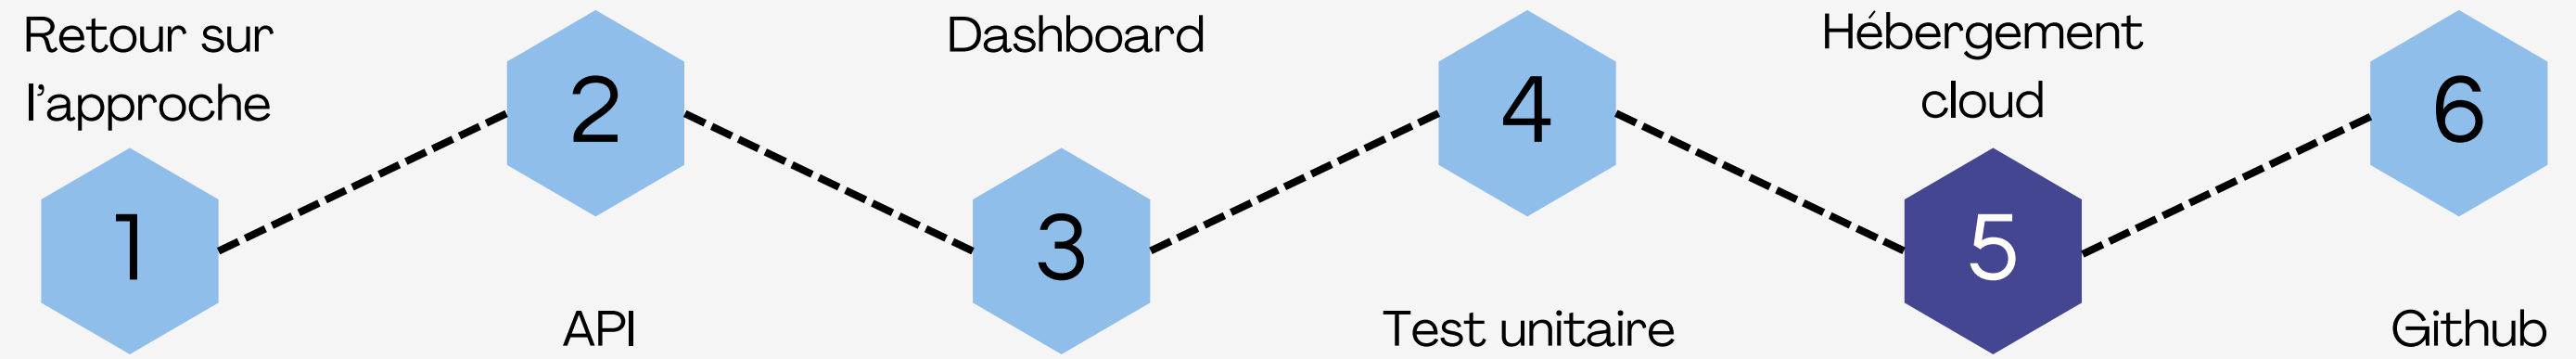 Retour sur
l'approche
1
2
API
Dashboard
3
4
Test unitaire
Hébergement
cloud
5
6
Github